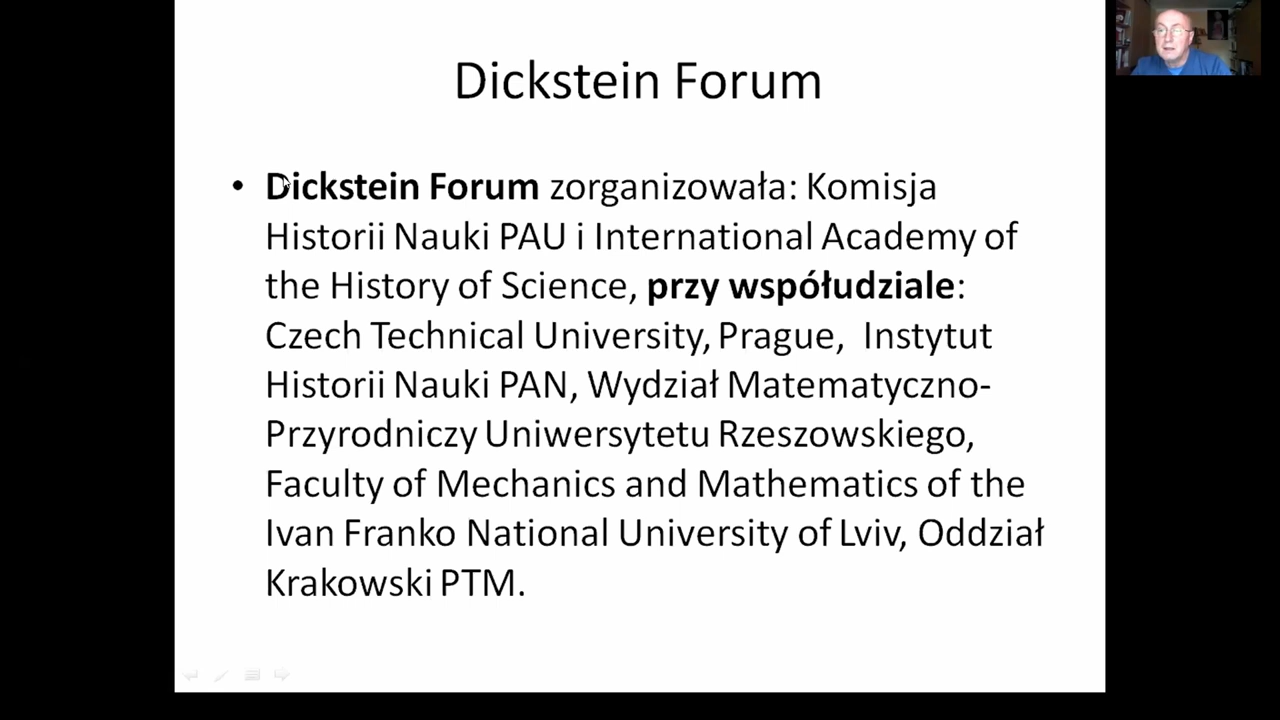 Dickstein Forum
• Dickstein Forum zorganizowała: Komisja
Historii Nauki PAU i International Academy of
the History of Science, przy współudziale:
Czech Technical University, Prague, Instytut
Historii Nauki PAN, Wydział Matematyczno-
Przyrodniczy Uniwersytetu Rzeszowskiego,
Faculty of Mechanics and Mathematics of the
Ivan Franko National University of Lviv, Oddział
Krakowski PTM.